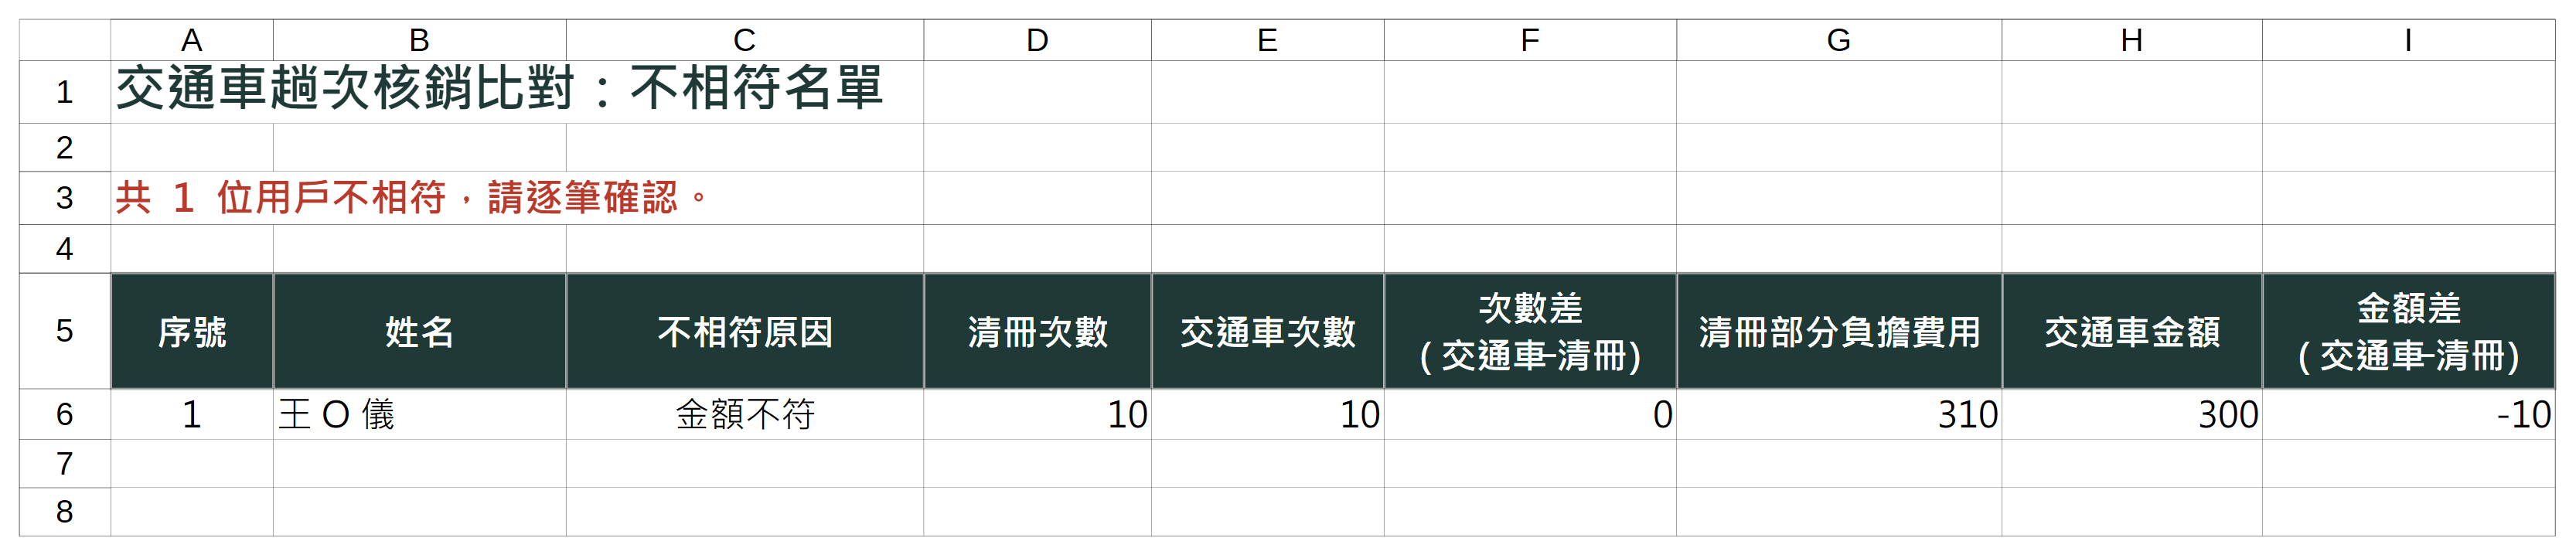 A B C D E F G H I
1 交通車趟次核銷比對：不相符名單
2
3 共 1 位用戶不相符，請逐筆確認。
4
5 序號 姓名 不相符原因 清冊次數 交通車次數 次數差 (交通車-清冊) 清冊部分負擔費用 交通車金額 金額差 (交通車-清冊)
6 1 王O儀 金額不符 10 10 0 310 300 -10
7
8